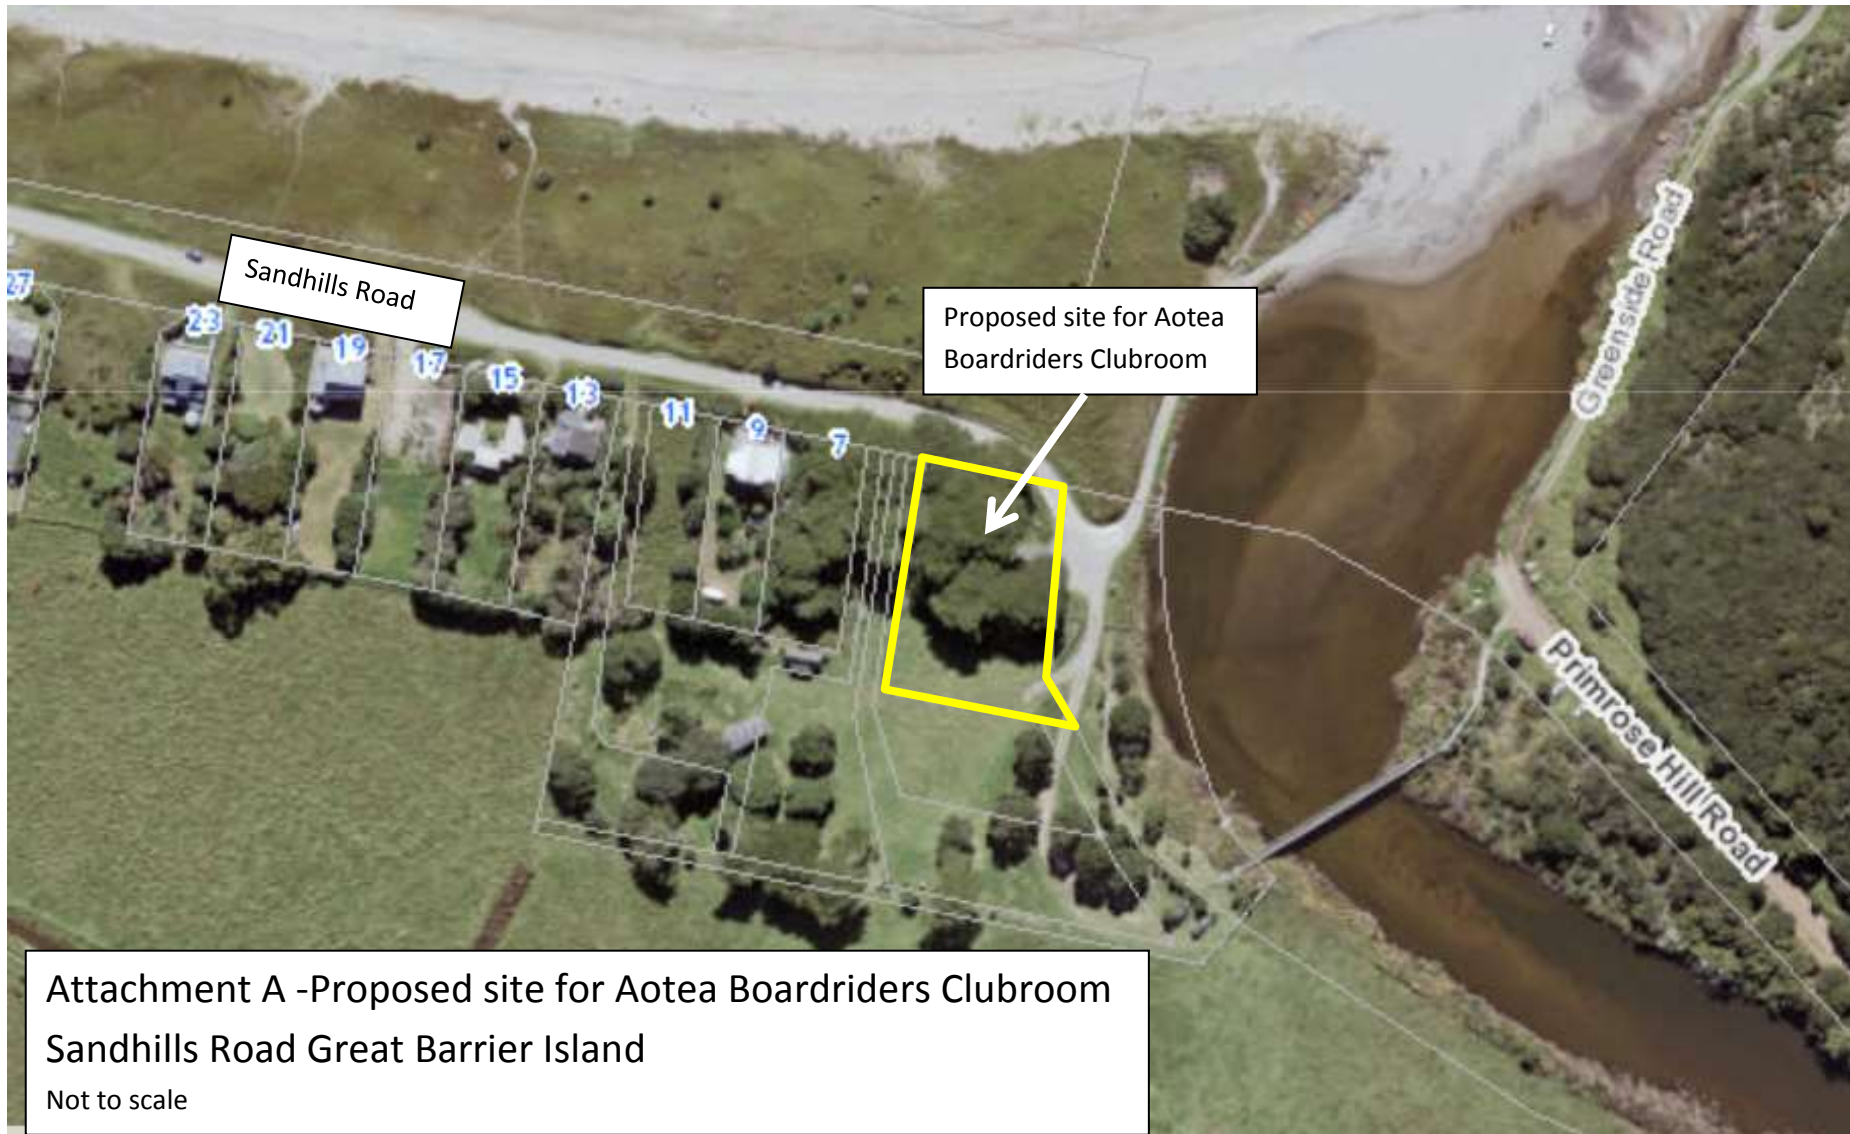 Sandhills Road
27
23
21
19
17
15
13
11
9
7
Proposed site for Aotea
Boardriders Clubroom
Greenside Road
Primrose Hill Road
Attachment A -Proposed site for Aotea Boardriders Clubroom
Sandhills Road Great Barrier Island
Not to scale